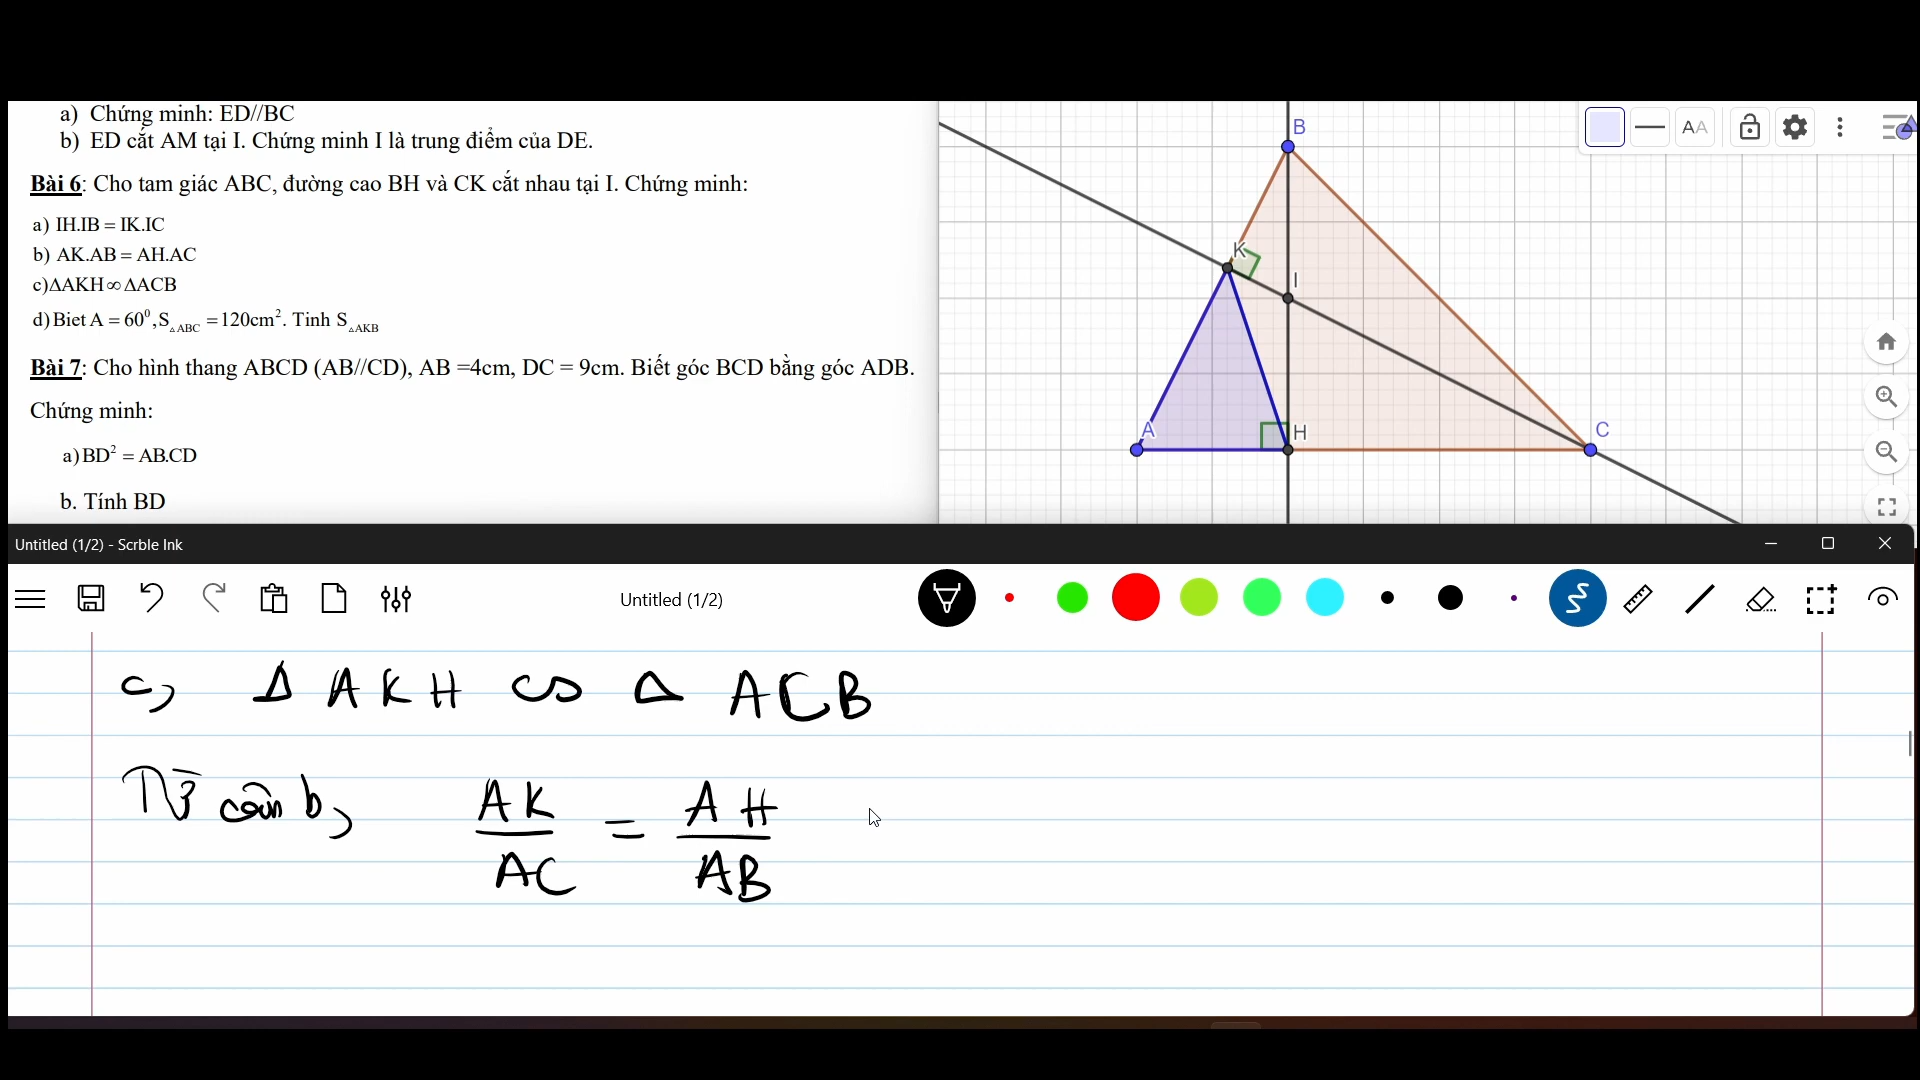 a) Chứng minh: ED//BC
b) ED cắt AM tại I. Chứng minh I là trung điểm của DE.
Bài 6: Cho tam giác ABC, đường cao BH và CK cắt nhau tại I. Chứng minh:
a) IH.IB = IK.IC
b) AK.AB = AH.AC
c)ΔAKH∞ΔACB
d) Biet A = 60⁰, S△ABC = 120cm². Tinh S△AKB
Bài 7: Cho hình thang ABCD (AB//CD), AB =4cm, DC = 9cm. Biết góc BCD bằng góc ADB.
Chứng minh:
a) BD² = AB.CD
b. Tính BD
B
K
I
A
H
C
AA
Untitled (1/2) - Scrble Ink
Untitled (1/2)
c, Δ AKH ∽ Δ ACB
Từ câu b, AK/AC = AH/AB